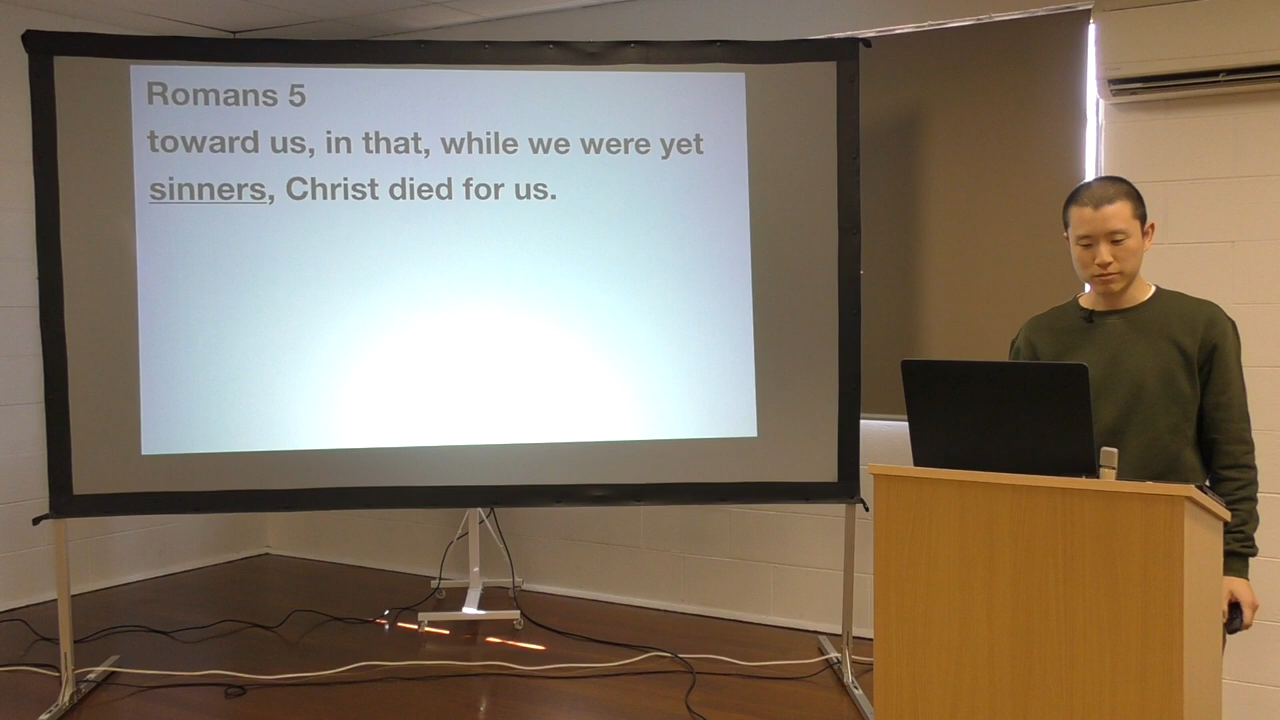 Romans 5
toward us, in that, while we were yet
sinners, Christ died for us.